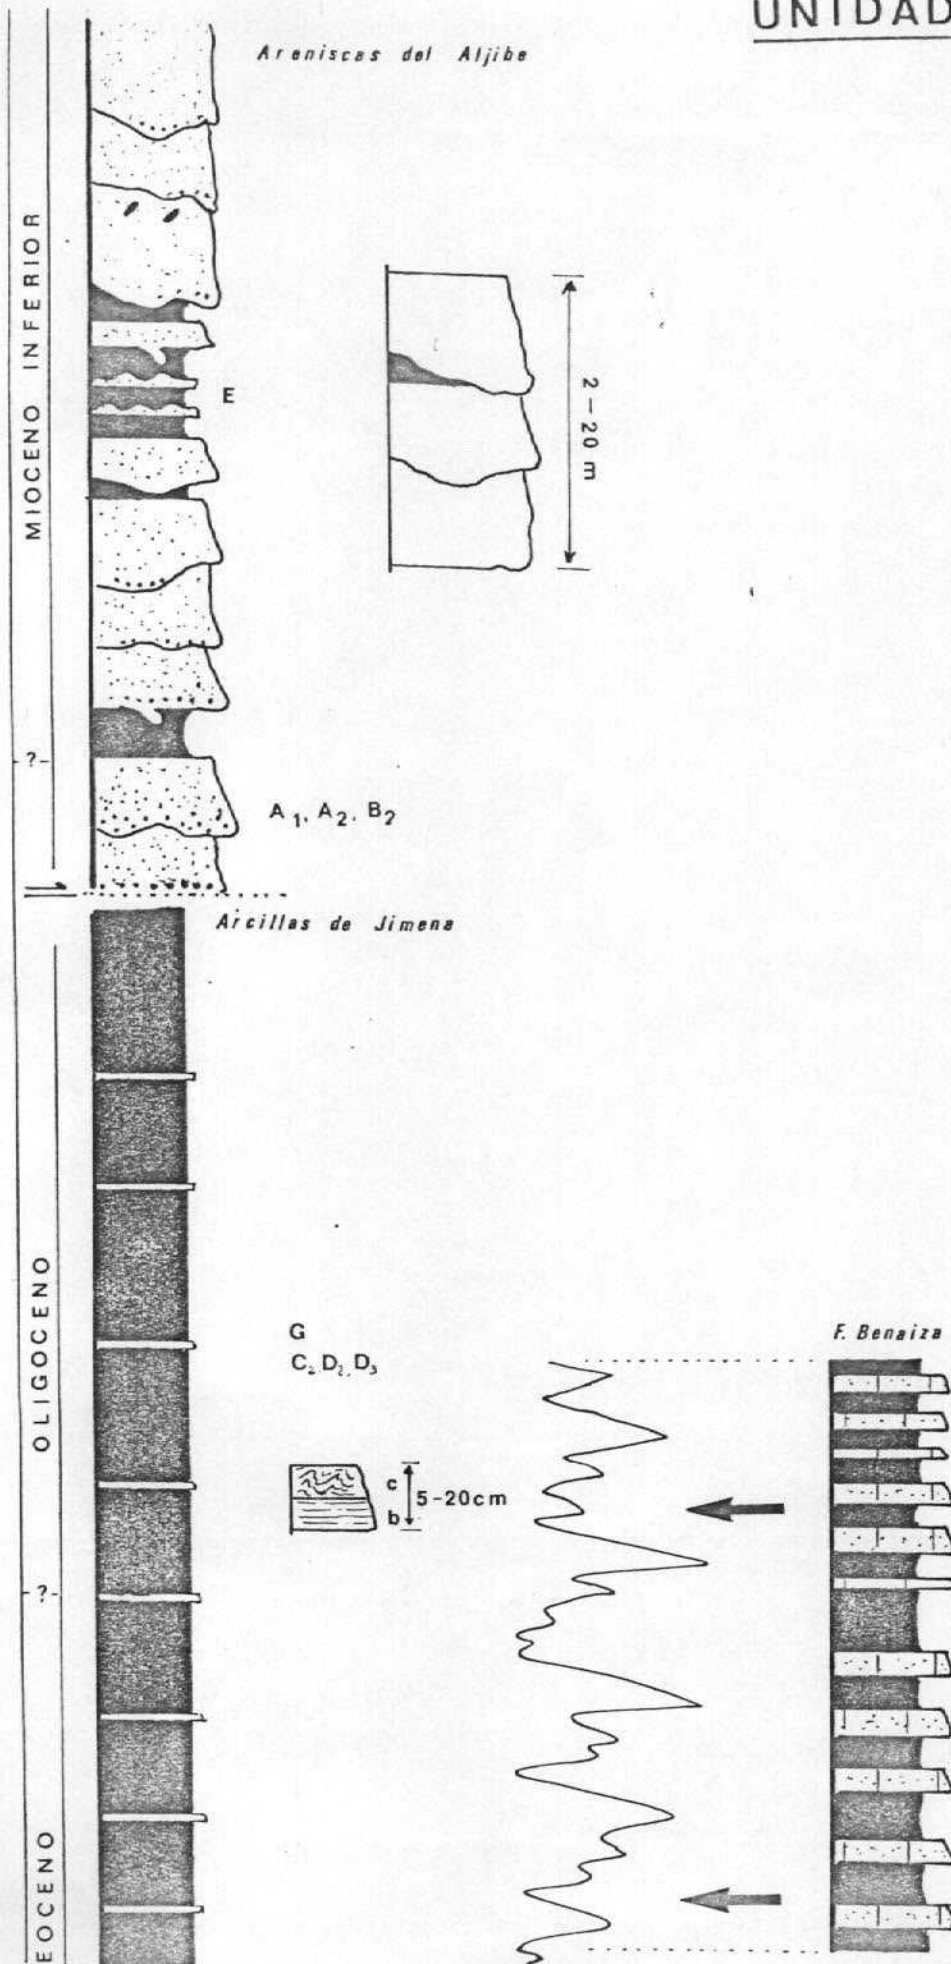 UNIDAD
Areniscas del Aljibe
MIOCENO INFERIOR
E
2-20 m
-?-
A1, A2, B2
Arcillas de Jimena
OLIGOCENO
G
C2, D2, D3
F. Benaiza
c
b
5-20cm
-?-
EOCENO